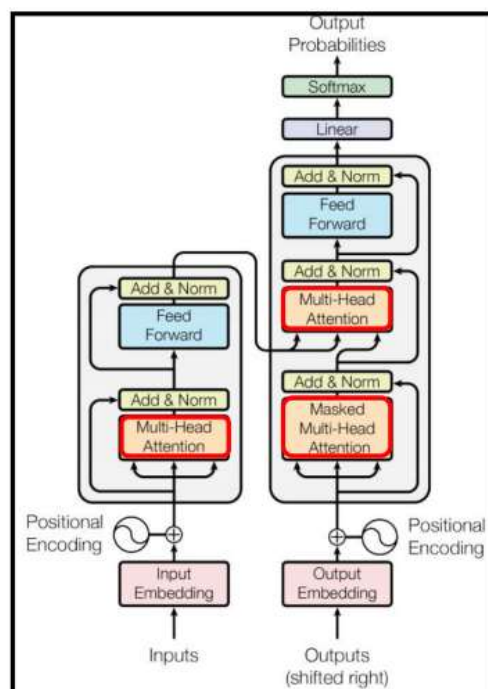 Output
Probabilities
Softmax
Linear
Add & Norm
Feed
Forward
Add & Norm
Multi-Head
Attention
Add & Norm
Masked
Multi-Head
Attention
Add & Norm
Feed
Forward
Add & Norm
Multi-Head
Attention
Positional
Encoding
Positional
Encoding
Input
Embedding
Output
Embedding
Inputs
Outputs
(shifted right)